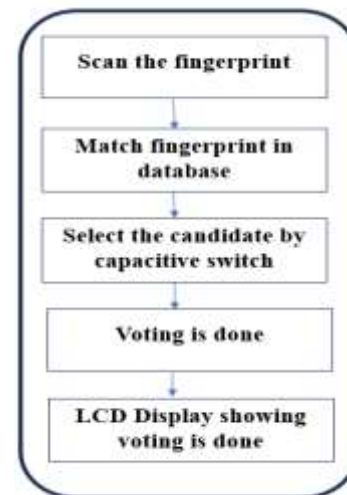 Scan the fingerprint
Match fingerprint in
database
Select the candidate by
capacitive switch
Voting is done
LCD Display showing
voting is done